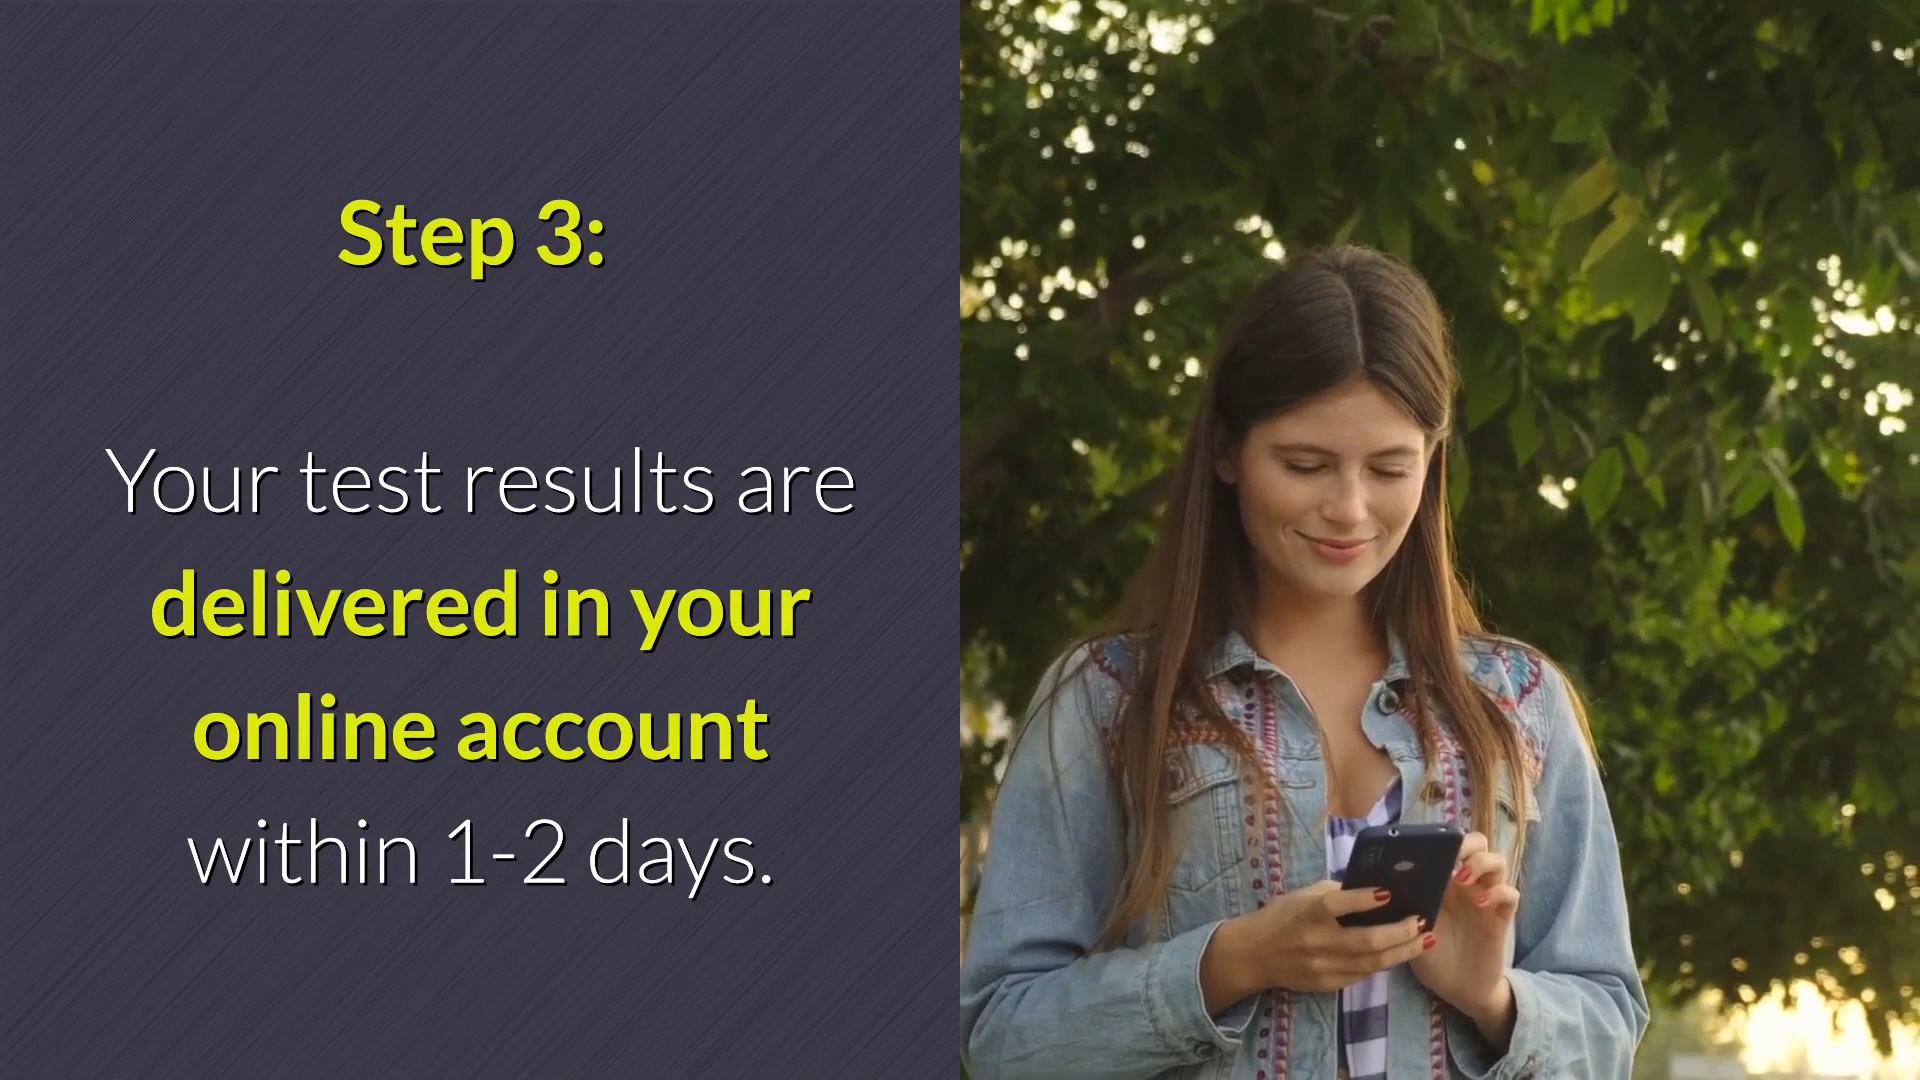 Step 3:
Your test results are
delivered in your
online account
within 1-2 days.